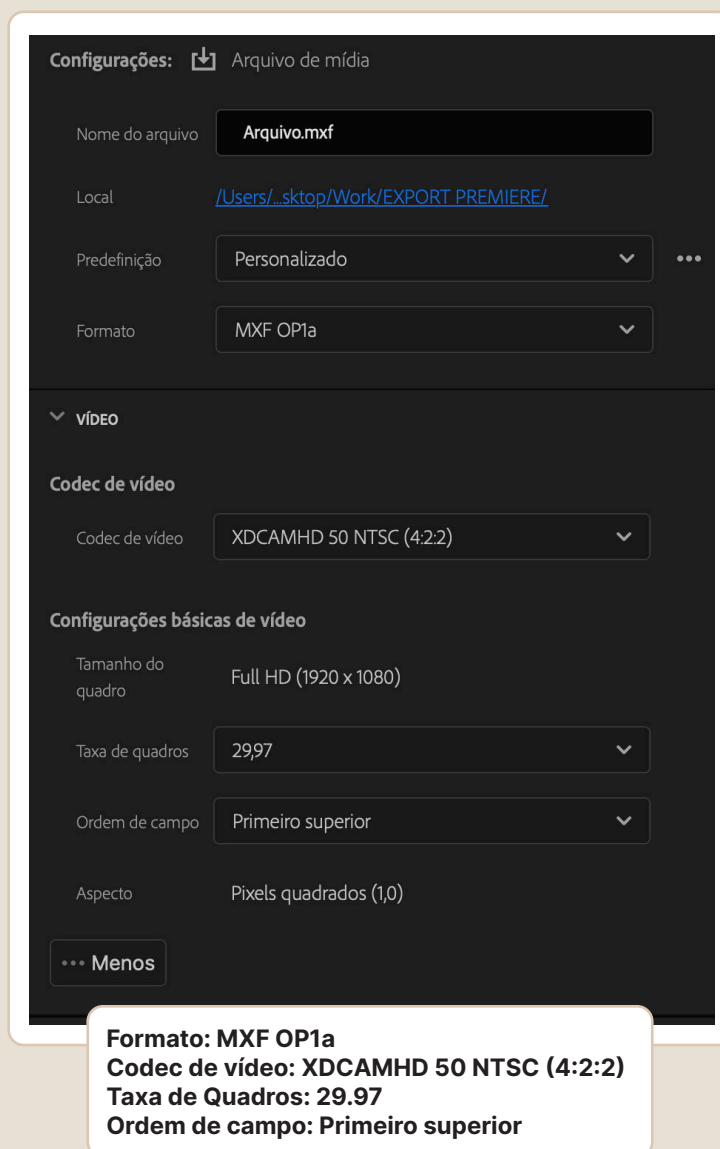 Configurações: Arquivo de mídia
Nome do arquivo Arquivo.mxf
Local /Users/...sktop/Work/EXPORT PREMIERE/
Predefinição Personalizado
Formato MXF OP1a
VÍDEO
Codec de vídeo
Codec de vídeo XDCAMHD 50 NTSC (4:2:2)
Configurações básicas de vídeo
Tamanho do
quadro Full HD (1920 x 1080)
Taxa de quadros 29,97
Ordem de campo Primeiro superior
Aspecto Pixels quadrados (1,0)
••• Menos
Formato: MXF OP1a
Codec de vídeo: XDCAMHD 50 NTSC (4:2:2)
Taxa de Quadros: 29.97
Ordem de campo: Primeiro superior